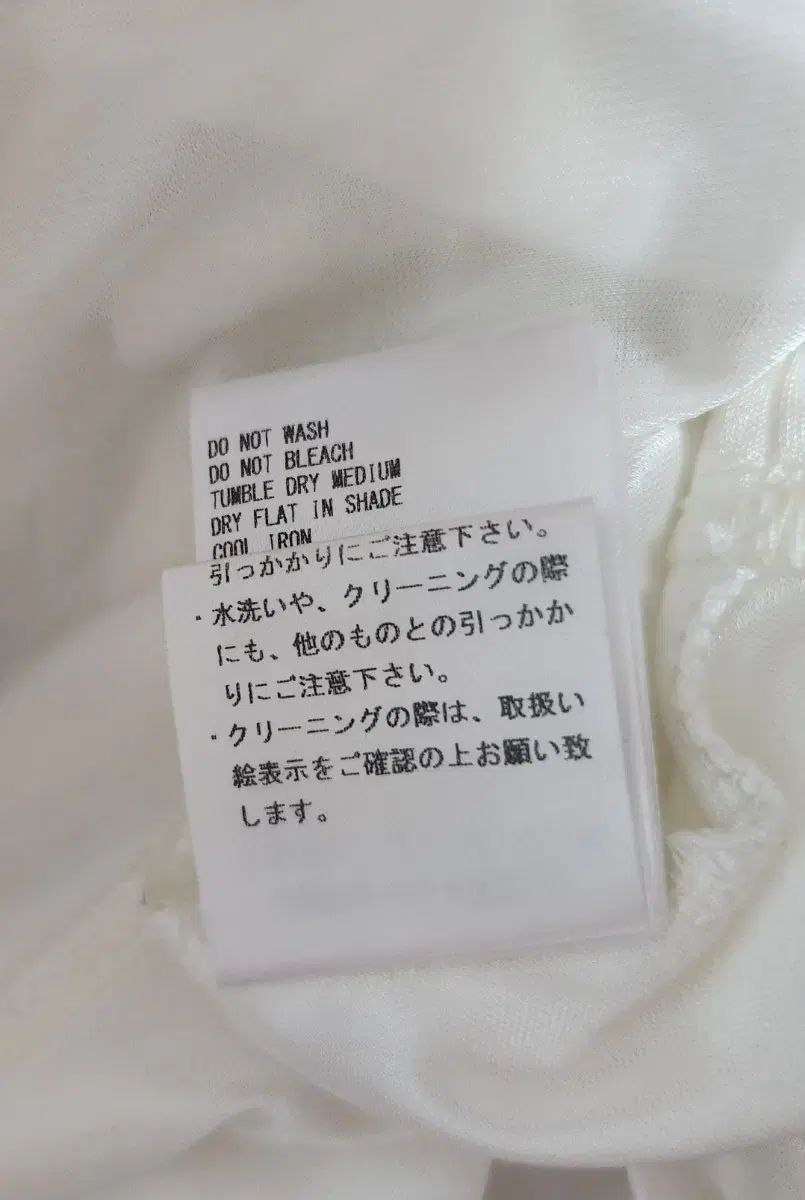 DO NOT WASH
DO NOT BLEACH
TUMBLE DRY MEDIUM
DRY FLAT IN SHADE
COOL IRON
引っかかりにご注意下さい。
・水洗いや、クリーニングの際
にも、他のものとの引っかか
りにご注意下さい。
・クリーニングの際は、取扱い
絵表示をご確認の上お願い致
します。